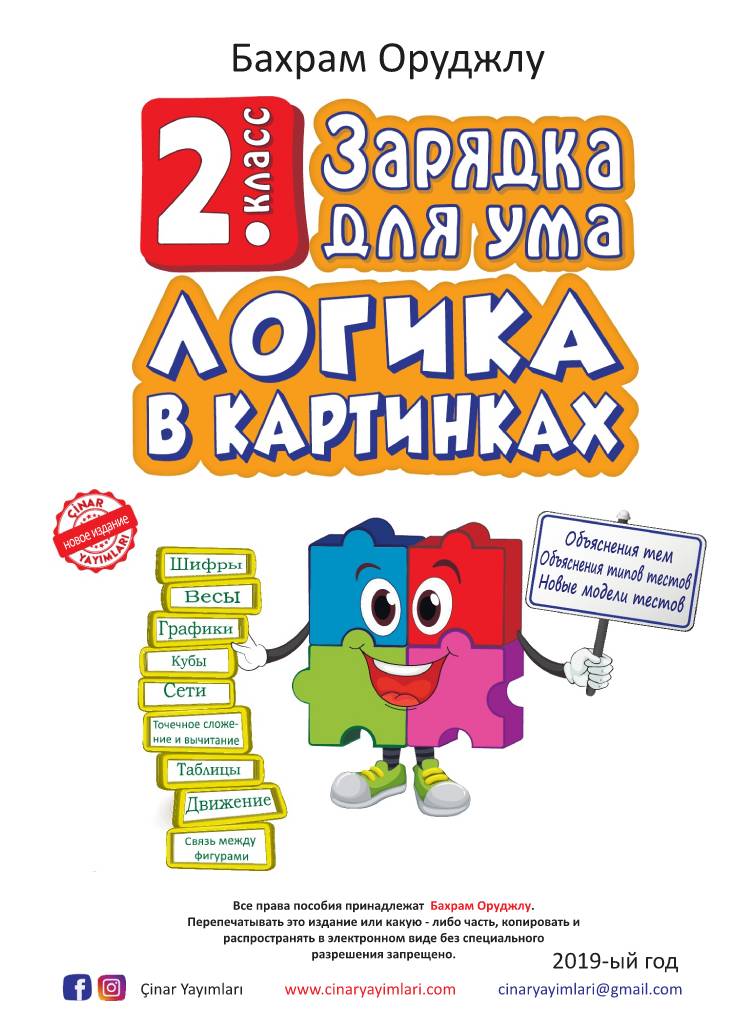 Бахрам Оруджлу
2.класс
Зарядка
для ума
ЛОГИКА
В КАРТИНКАХ
ÇİNAR
новое издание
YAYIMLARI
Шифры
Весы
Графики
Кубы
Сети
Точечное сложе-
ние и вычитание
Таблицы
Движение
Связь между
фигурами
Объяснения тем
Объяснения типов тестов
Новые модели тестов
Все права пособия принадлежат Бахрам Оруджлу.
Перепечатывать это издание или какую - либо часть, копировать и
распространять в электронном виде без специального
разрешения запрещено.
2019-ый год
Çinar Yayımları
www.cinaryayimlari.com
cinaryayimlari@gmail.com